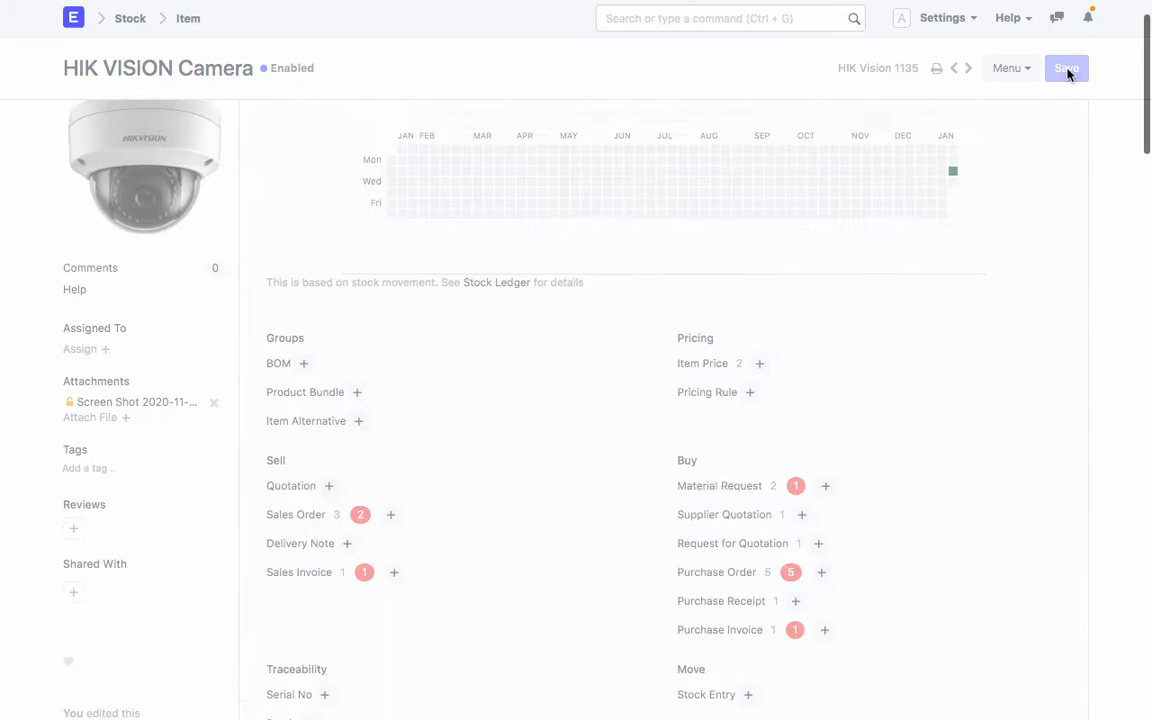 E Stock Item Search or type a command (Ctrl + G) A Settings Help
HIK VISION Camera Enabled HIK Vision 1135 Menu Save
HIKVISION
JAN FEB MAR APR MAY JUN JUL AUG SEP OCT NOV DEC JAN
Mon
Wed
Fri
This is based on stock movement. See Stock Ledger for details
Comments 0
Help
Assigned To
Assign +
Attachments
Screen Shot 2020-11-... ×
Attach File +
Tags
Add a tag ..
Reviews
+
Shared With
+
You edited this
Groups
BOM +
Product Bundle +
Item Alternative +
Pricing
Item Price 2 +
Pricing Rule +
Sell
Quotation +
Sales Order 3 2 +
Delivery Note +
Sales Invoice 1 1 +
Buy
Material Request 2 1 +
Supplier Quotation 1 +
Request for Quotation 1 +
Purchase Order 5 5 +
Purchase Receipt 1 +
Purchase Invoice 1 1 +
Traceability
Serial No +
Move
Stock Entry +